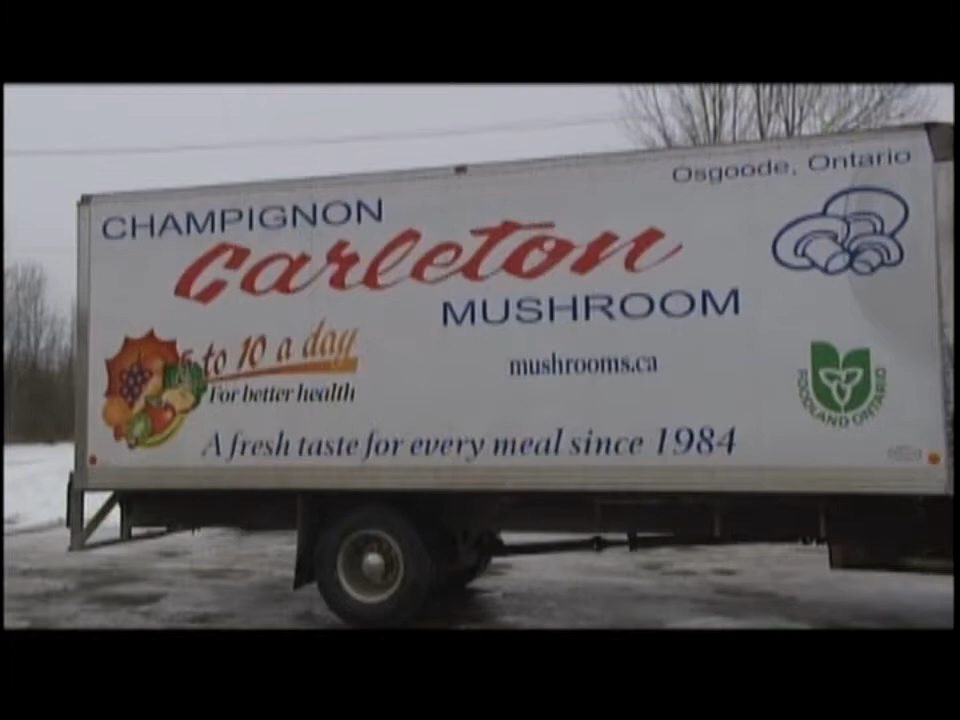 Osgoode, Ontario
CHAMPIGNON
Carleton
MUSHROOM
5 to 10 a day
For better health
mushrooms.ca
FOODLAND ONTARIO
A fresh taste for every meal since 1984